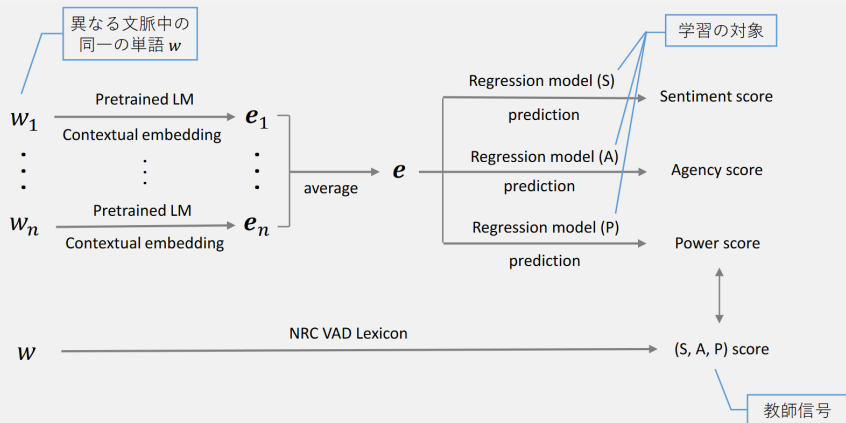 異なる文脈中の
同一の単語 w
学習の対象
w₁
Pretrained LM
Contextual embedding
e₁
wₙ
Pretrained LM
Contextual embedding
eₙ
average
e
Regression model (S)
prediction
Sentiment score
Regression model (A)
prediction
Agency score
Regression model (P)
prediction
Power score
w
NRC VAD Lexicon
(S, A, P) score
教師信号